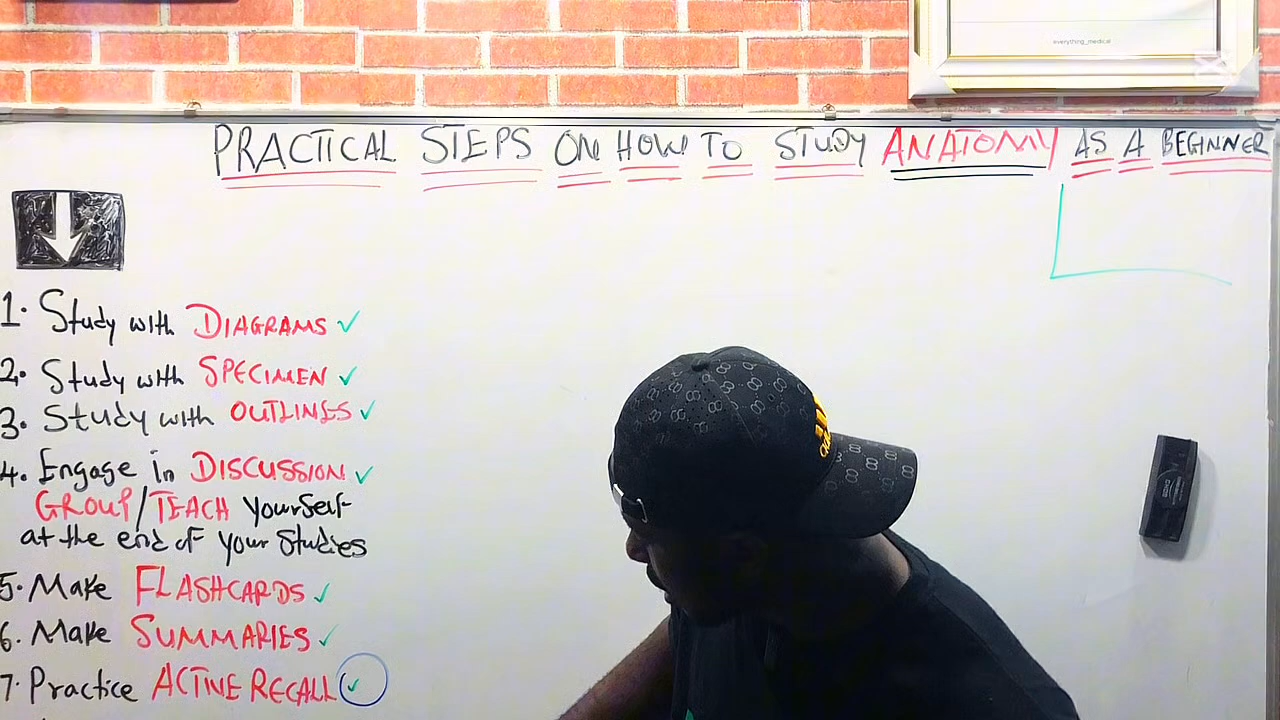 everything_medical
PRACTICAL STEPS ON HOW TO STUDY ANATOMY AS A BEGINNER
1. Study with DIAGRAMS ✓
2. Study with SPECIMEN ✓
3. Study with OUTLINES ✓
4. Engage in DISCUSSION ✓
GROUP/TEACH yourself
at the end of your studies
5. Make FLASHCARDS ✓
6. Make SUMMARIES ✓
7. Practice ACTIVE RECALL ✓